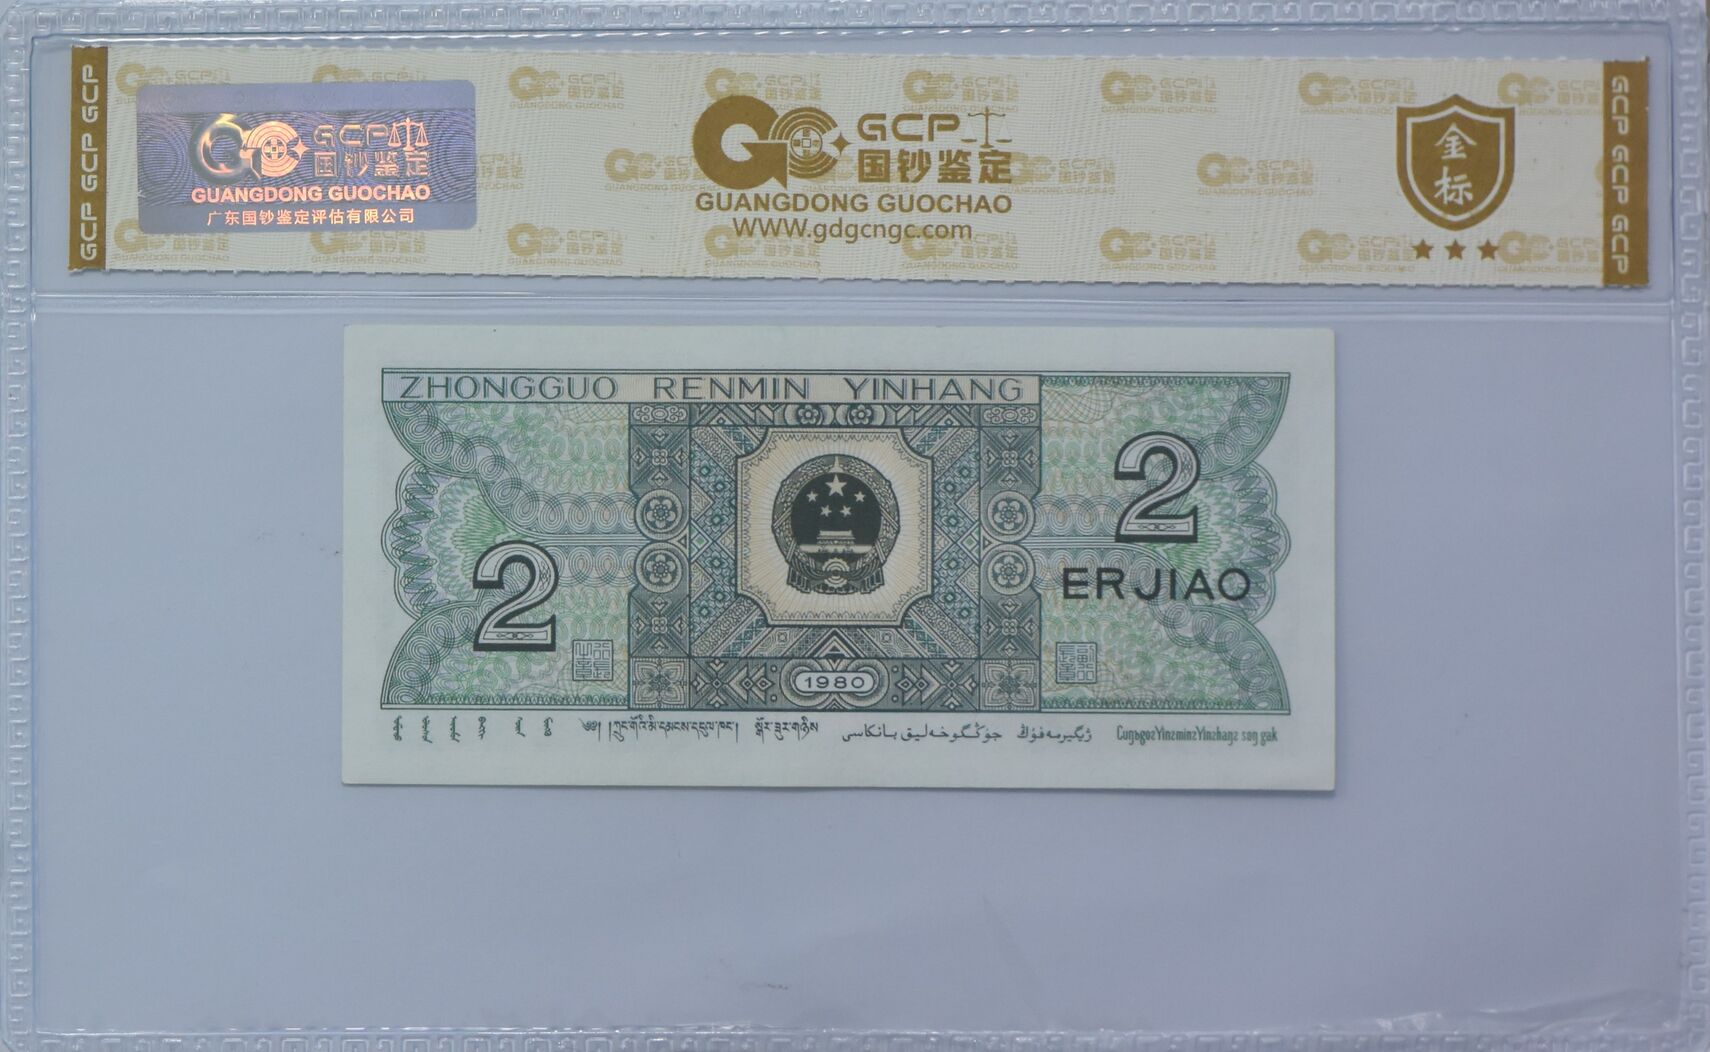 GCP GCP GCP
GCP
国钞鉴定
GUANGDONG GUOCHAO
广东国钞鉴定评估有限公司
GCP
国钞鉴定
GUANGDONG GUOCHAO
WWW.gdgcngc.com
金
标
GCP GCP GCP
ZHONGGUO RENMIN YINHANG
2
ERJIAO
2
1980